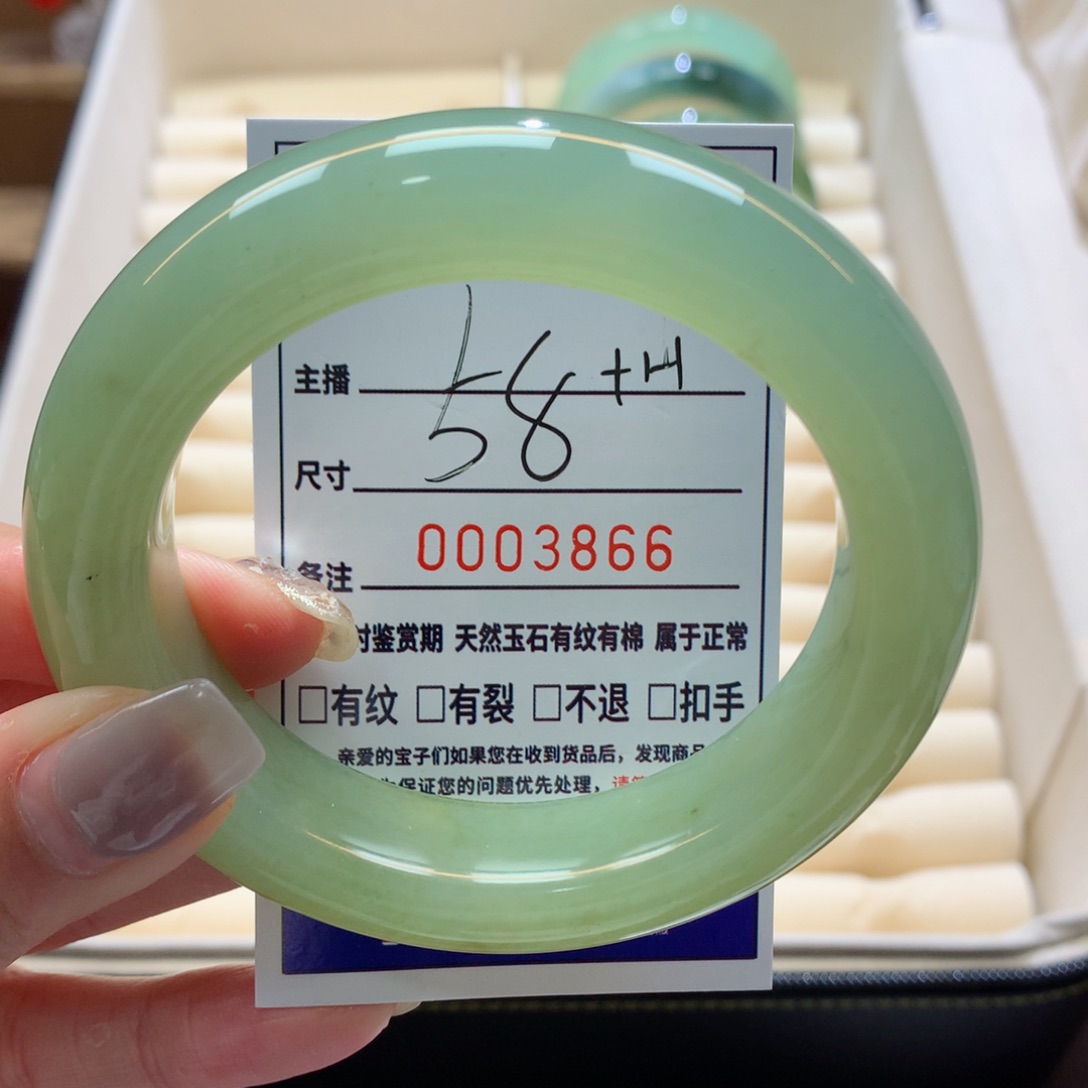 主播 58+H
尺寸
0003866
备注
时鉴赏期 天然玉石有纹有棉 属于正常
□有纹 □有裂 □不退 □扣手
亲爱的宝子们如果您在收到货品后，发现商品
保证您的问题优先处理，请